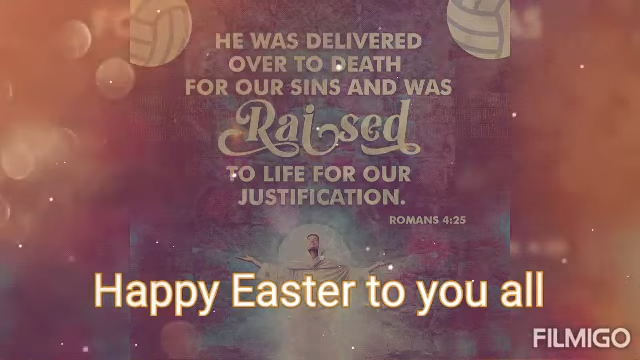 HE WAS DELIVERED
OVER TO DEATH
FOR OUR SINS AND WAS
Raised
TO LIFE FOR OUR
JUSTIFICATION.
ROMANS 4:25
Happy Easter to you all
FILMIGO